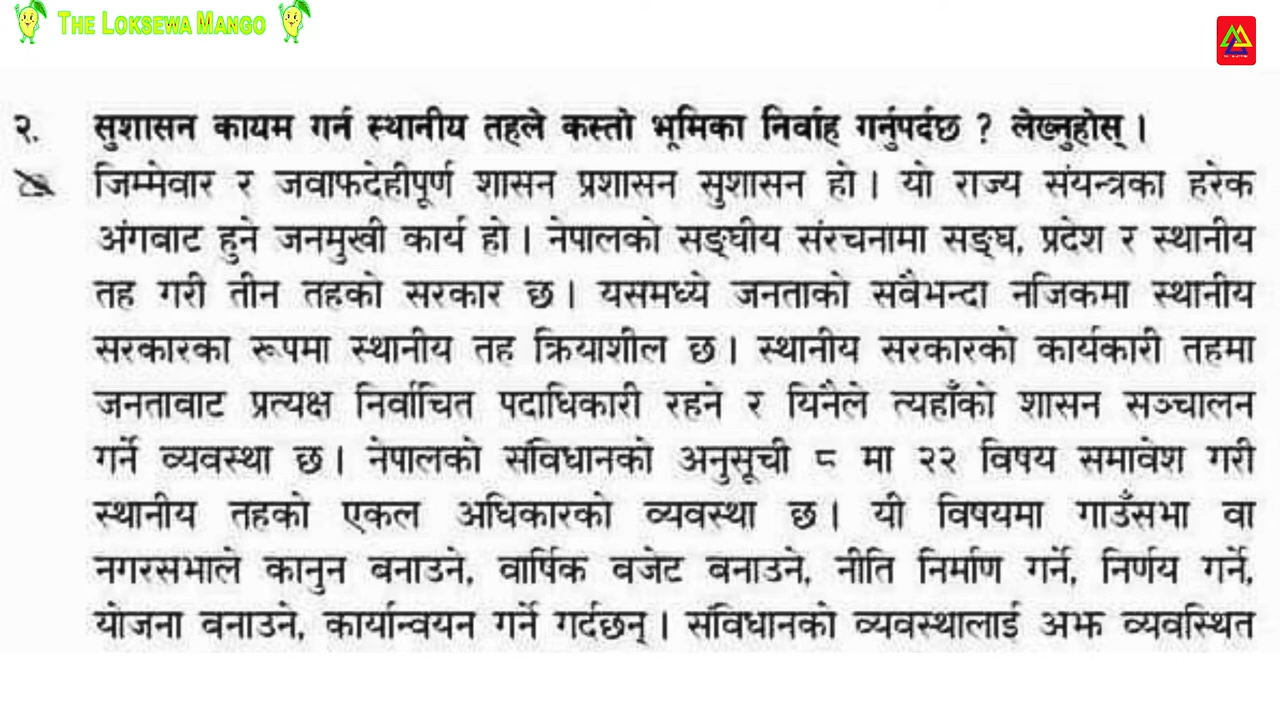 THE LOKSEWA MANGO
२. सुशासन कायम गर्न स्थानीय तहले कस्तो भूमिका निर्वाह गर्नुपर्दछ ? लेख्नुहोस् ।
जिम्मेवार र जवाफदेहीपूर्ण शासन प्रशासन सुशासन हो । यो राज्य संयन्त्रका हरेक
अंगवाट हुने जनमुखी कार्य हो । नेपालको सङ्घीय संरचनामा सङ्घ, प्रदेश र स्थानीय
तह गरी तीन तहको सरकार छ । यसमध्ये जनताको सबैभन्दा नजिकमा स्थानीय
सरकारका रूपमा स्थानीय तह क्रियाशील छ । स्थानीय सरकारको कार्यकारी तहमा
जनतावाट प्रत्यक्ष निर्वाचित पदाधिकारी रहने र यिनैले त्यहाँको शासन सञ्चालन
गर्ने व्यवस्था छ । नेपालको संविधानको अनुसूची ८ मा २२ विषय समावेश गरी
स्थानीय तहको एकल अधिकारको व्यवस्था छ । यी विषयमा गाउँसभा वा
नगरसभाले कानुन बनाउने, वार्षिक बजेट बनाउने, नीति निर्माण गर्ने, निर्णय गर्ने,
योजना बनाउने, कार्यान्वयन गर्ने गर्दछन् । संविधानको व्यवस्थालाई अझ व्यवस्थित